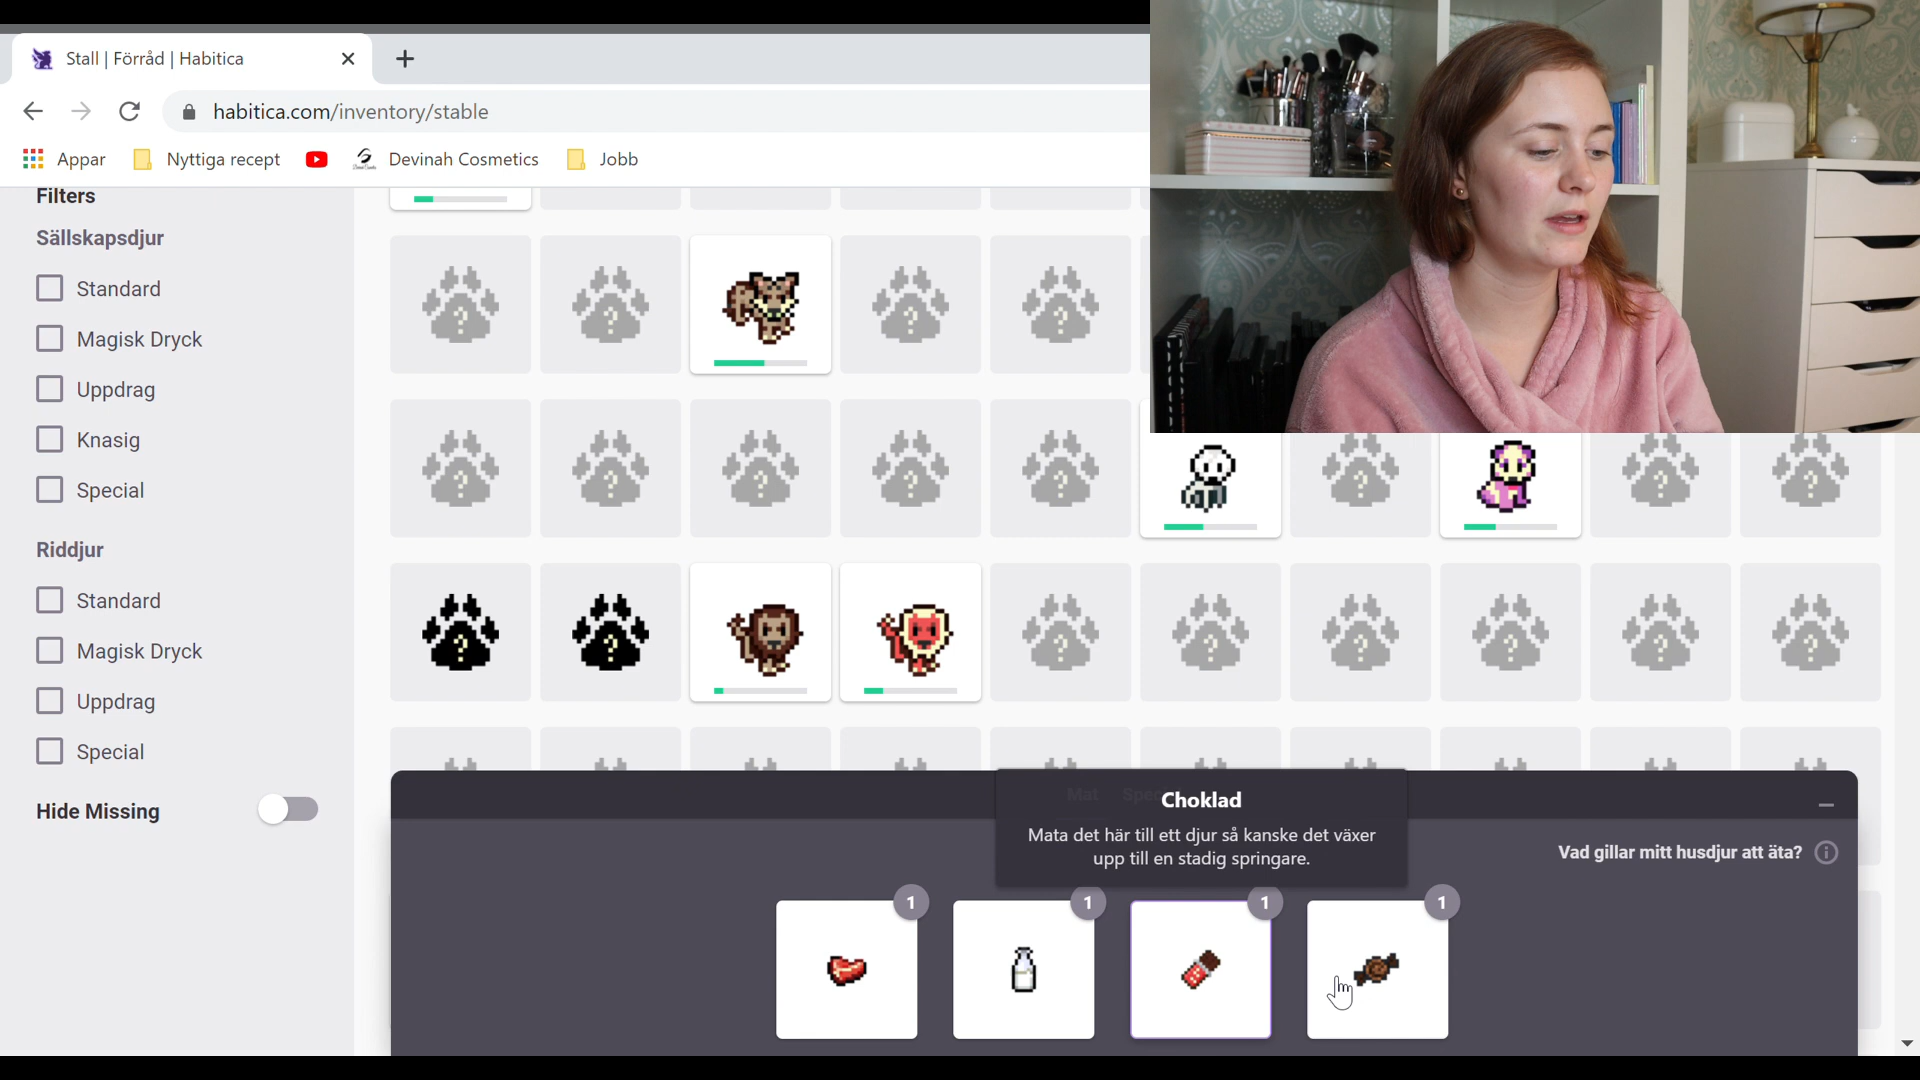 Stall | Förråd | Habitica
habitica.com/inventory/stable
Appar
Nyttiga recept
Devinah Cosmetics
Jobb
Filters
Sällskapsdjur
Standard
Magisk Dryck
Uppdrag
Knasig
Special
Riddjur
Standard
Magisk Dryck
Uppdrag
Special
Hide Missing
Mat
Choklad
Mata det här till ett djur så kanske det växer
upp till en stadig springare.
Vad gillar mitt husdjur att äta?
1
1
1
1